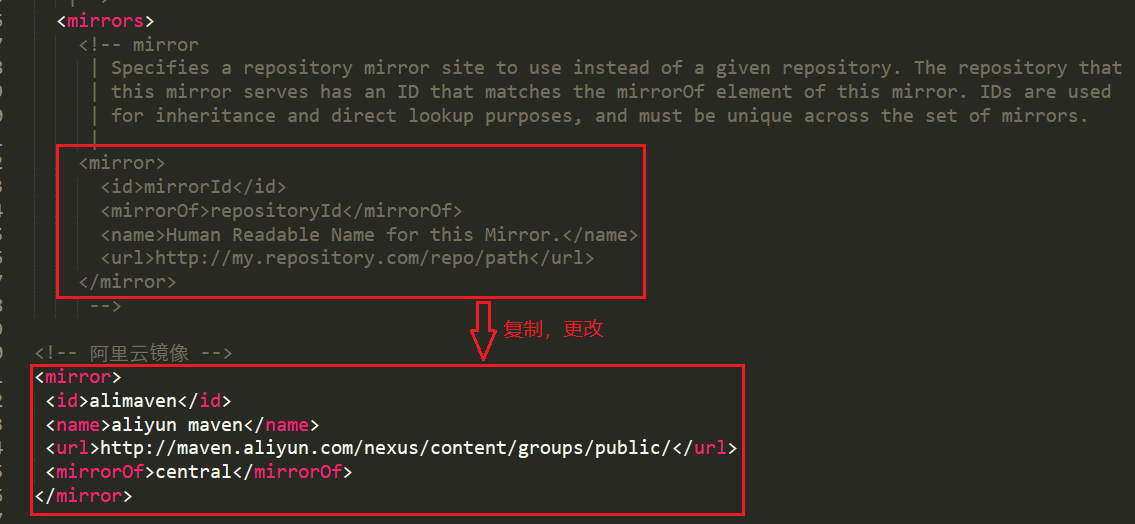 <mirrors>
<!-- mirror
| Specifies a repository mirror site to use instead of a given repository. The repository that
| this mirror serves has an ID that matches the mirrorOf element of this mirror. IDs are used
| for inheritance and direct lookup purposes, and must be unique across the set of mirrors.
|
<mirror>
<id>mirrorId</id>
<mirrorOf>repositoryId</mirrorOf>
<name>Human Readable Name for this Mirror.</name>
<url>http://my.repository.com/repo/path</url>
</mirror>
-->
复制，更改
<!-- 阿里云镜像 -->
<mirror>
<id>alimaven</id>
<name>aliyun maven</name>
<url>http://maven.aliyun.com/nexus/content/groups/public/</url>
<mirrorOf>central</mirrorOf>
</mirror>